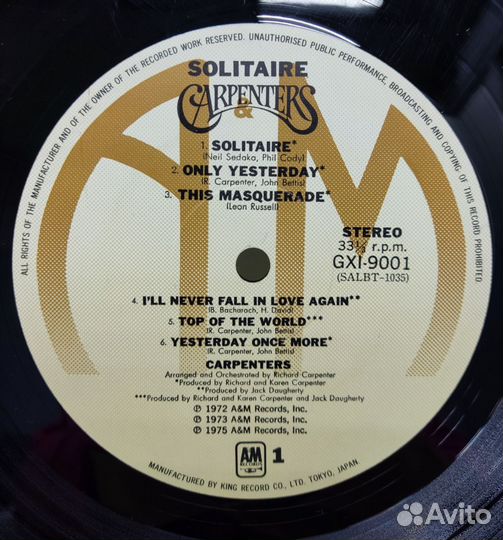 ALL RIGHTS OF THE MANUFACTURER AND OF THE OWNER OF THE RECORDED WORK RESERVED. UNAUTHORISED PUBLIC PERFORMANCE, BROADCASTING AND COPYING OF THIS RECORD PROHIBITED
SOLITAIRE
CARPENTERS
&
1. SOLITAIRE*
(Neil Sedaka, Phil Cody)
2. ONLY YESTERDAY*
(R. Carpenter, John Bettis)
3. THIS MASQUERADE*
(Leon Russell)
STEREO
33⅓ r.p.m.
GXI-9001
(SALBT-1035)
4. I'LL NEVER FALL IN LOVE AGAIN**
(B. Bacharach, H. David)
5. TOP OF THE WORLD***
(R. Carpenter, John Bettis)
6. YESTERDAY ONCE MORE*
(R. Carpenter, John Bettis)
CARPENTERS
Arranged and Orchestrated by Richard Carpenter
*Produced by Richard and Karen Carpenter
**Produced by Jack Daugherty
***Produced by Richard and Karen Carpenter and Jack Daugherty
℗ 1972 A&M Records, Inc.
℗ 1973 A&M Records, Inc.
℗ 1975 A&M Records, Inc.
A&M
RECORDS
1
MANUFACTURED BY KING RECORD CO., LTD. TOKYO, JAPAN.
Avito